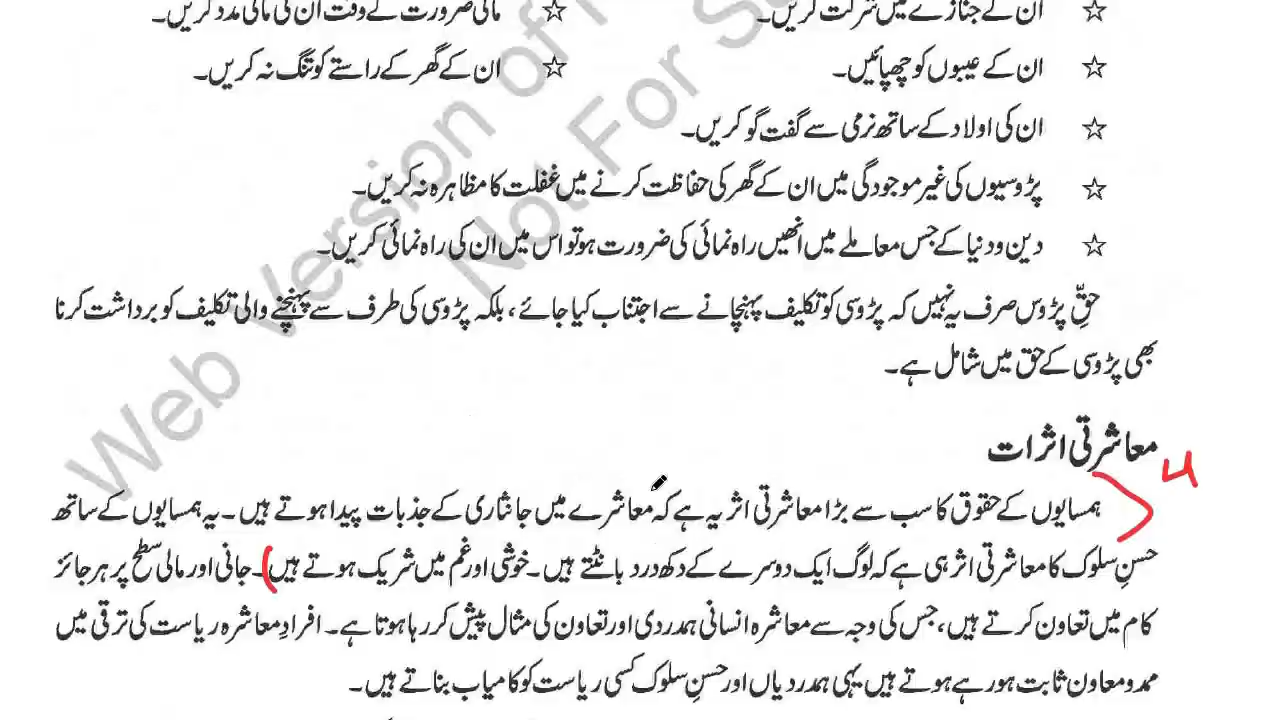 ☆ ان کے جنازے میں شرکت کریں۔ ☆ مالی ضرورت کے وقت ان کی مالی مدد کریں۔
☆ ان کے عیبوں کو چھپائیں۔ ☆ ان کے گھر کے راستے کو تنگ نہ کریں۔
☆ ان کی اولاد کے ساتھ نرمی سے گفت گو کریں۔
☆ پڑوسیوں کی غیر موجودگی میں ان کے گھر کی حفاظت کرنے میں غفلت کا مظاہرہ نہ کریں۔
☆ دین و دنیا کے جس معاملے میں انھیں راہ نمائی کی ضرورت ہو تو اس میں ان کی راہ نمائی کریں۔
حقِّ پڑوس صرف یہ نہیں کہ پڑوسی کو تکلیف پہنچانے سے اجتناب کیا جائے، بلکہ پڑوسی کی طرف سے پہنچنے والی تکلیف کو برداشت کرنا
بھی پڑوسی کے حق میں شامل ہے۔
معاشرتی اثرات
ہمسایوں کے حقوق کا سب سے بڑا معاشرتی اثر یہ ہے کہ معاشرے میں جانثاری کے جذبات پیدا ہوتے ہیں۔ یہ ہمسایوں کے ساتھ
حسنِ سلوک کا معاشرتی اثر ہی ہے کہ لوگ ایک دوسرے کے دکھ درد بانٹتے ہیں۔ خوشی اور غم میں شریک ہوتے ہیں۔ جانی اور مالی سطح پر ہر جائز
کام میں تعاون کرتے ہیں، جس کی وجہ سے معاشرہ انسانی ہمدردی اور تعاون کی مثال پیش کر رہا ہوتا ہے۔ افرادِ معاشرہ ریاست کی ترقی میں
ممد و معاون ثابت ہو رہے ہوتے ہیں یہی ہمدردیاں اور حسنِ سلوک کسی ریاست کو کامیاب بناتے ہیں۔
Web Version of
Not For